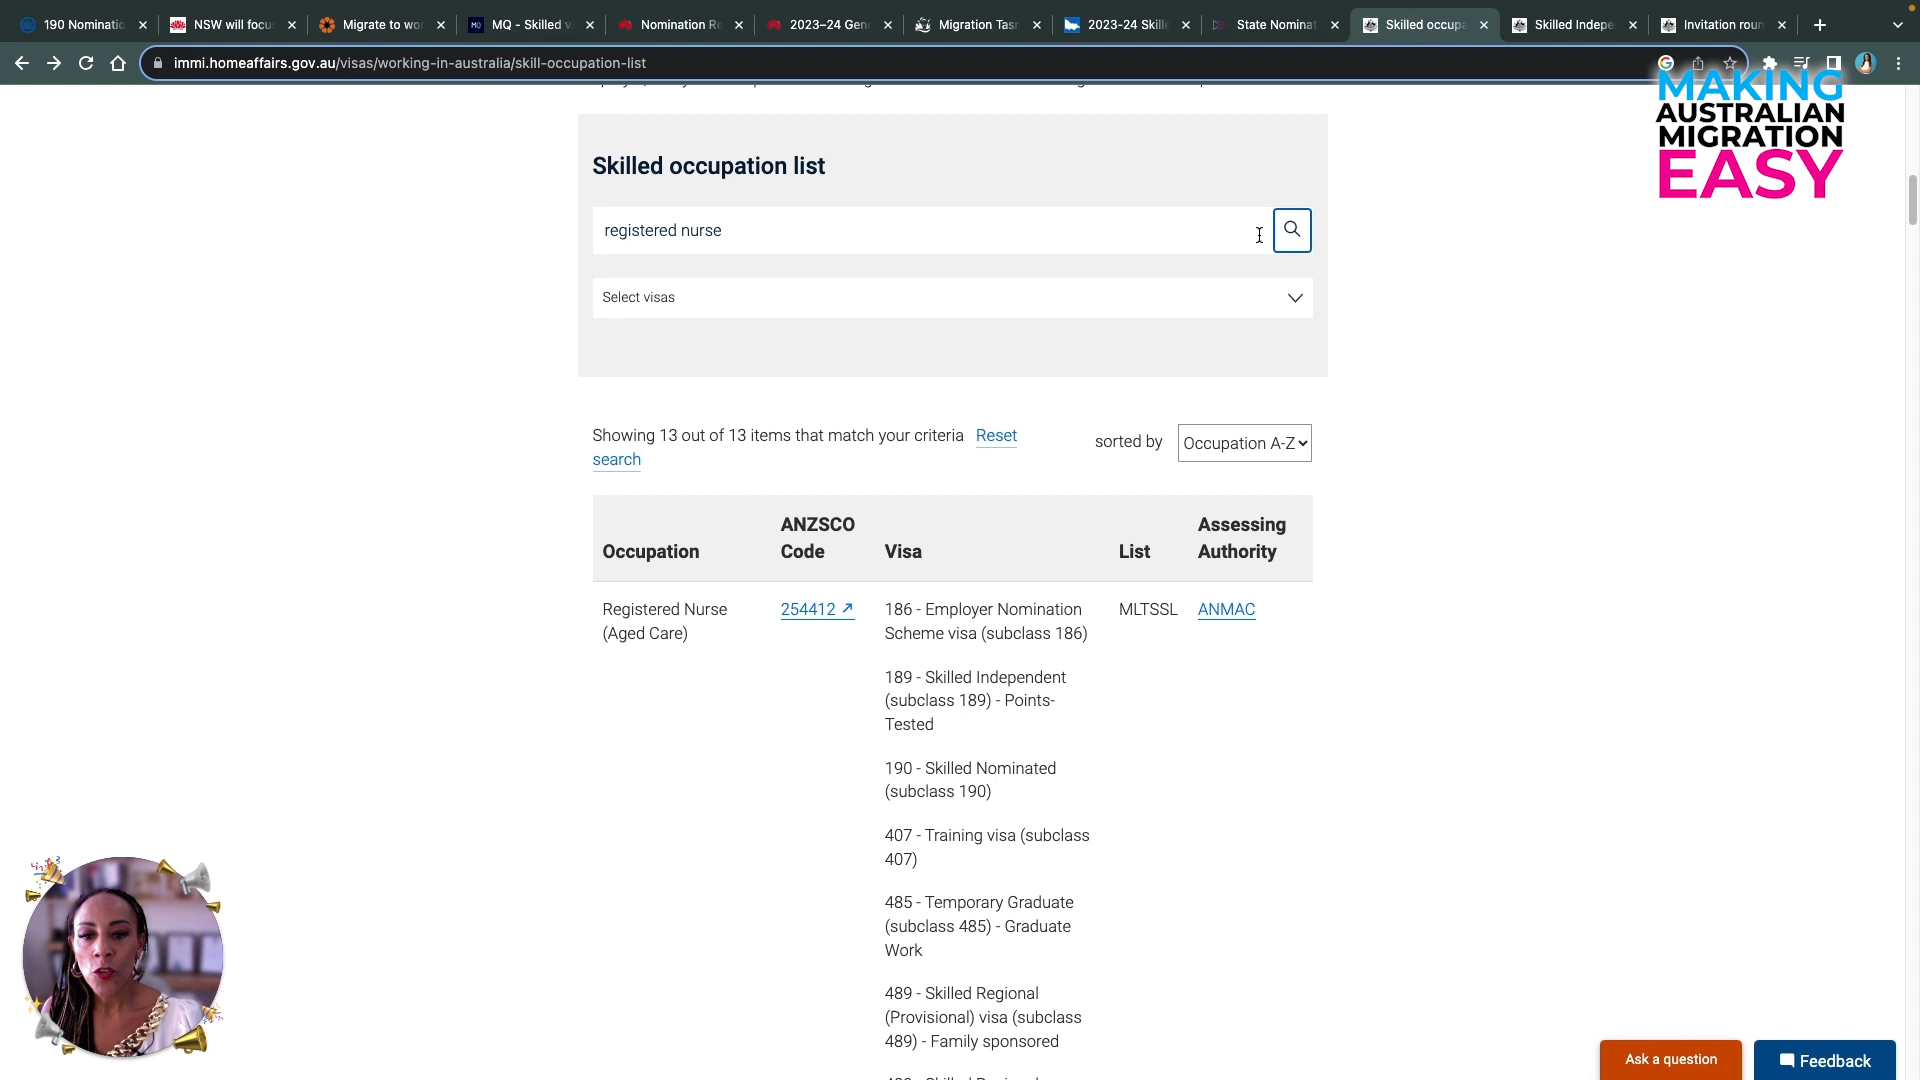 190 Nominatio
NSW will focu
Migrate to wo
MQ - Skilled v
Nomination Re
2023–24 Gen
Migration Tas
2023-24 Skille
State Nominat
Skilled occupa
Skilled Indepe
Invitation roun
immi.homeaffairs.gov.au/visas/working-in-australia/skill-occupation-list
MAKING
AUSTRALIAN
MIGRATION
EASY
Skilled occupation list
registered nurse
Select visas
Showing 13 out of 13 items that match your criteria Reset
search
sorted by Occupation A-Z
Occupation
ANZSCO
Code
Visa
List
Assessing
Authority
Registered Nurse
(Aged Care)
254412
186 - Employer Nomination
Scheme visa (subclass 186)
MLTSSL
ANMAC
189 - Skilled Independent
(subclass 189) - Points-
Tested
190 - Skilled Nominated
(subclass 190)
407 - Training visa (subclass
407)
485 - Temporary Graduate
(subclass 485) - Graduate
Work
489 - Skilled Regional
(Provisional) visa (subclass
489) - Family sponsored
Ask a question
Feedback